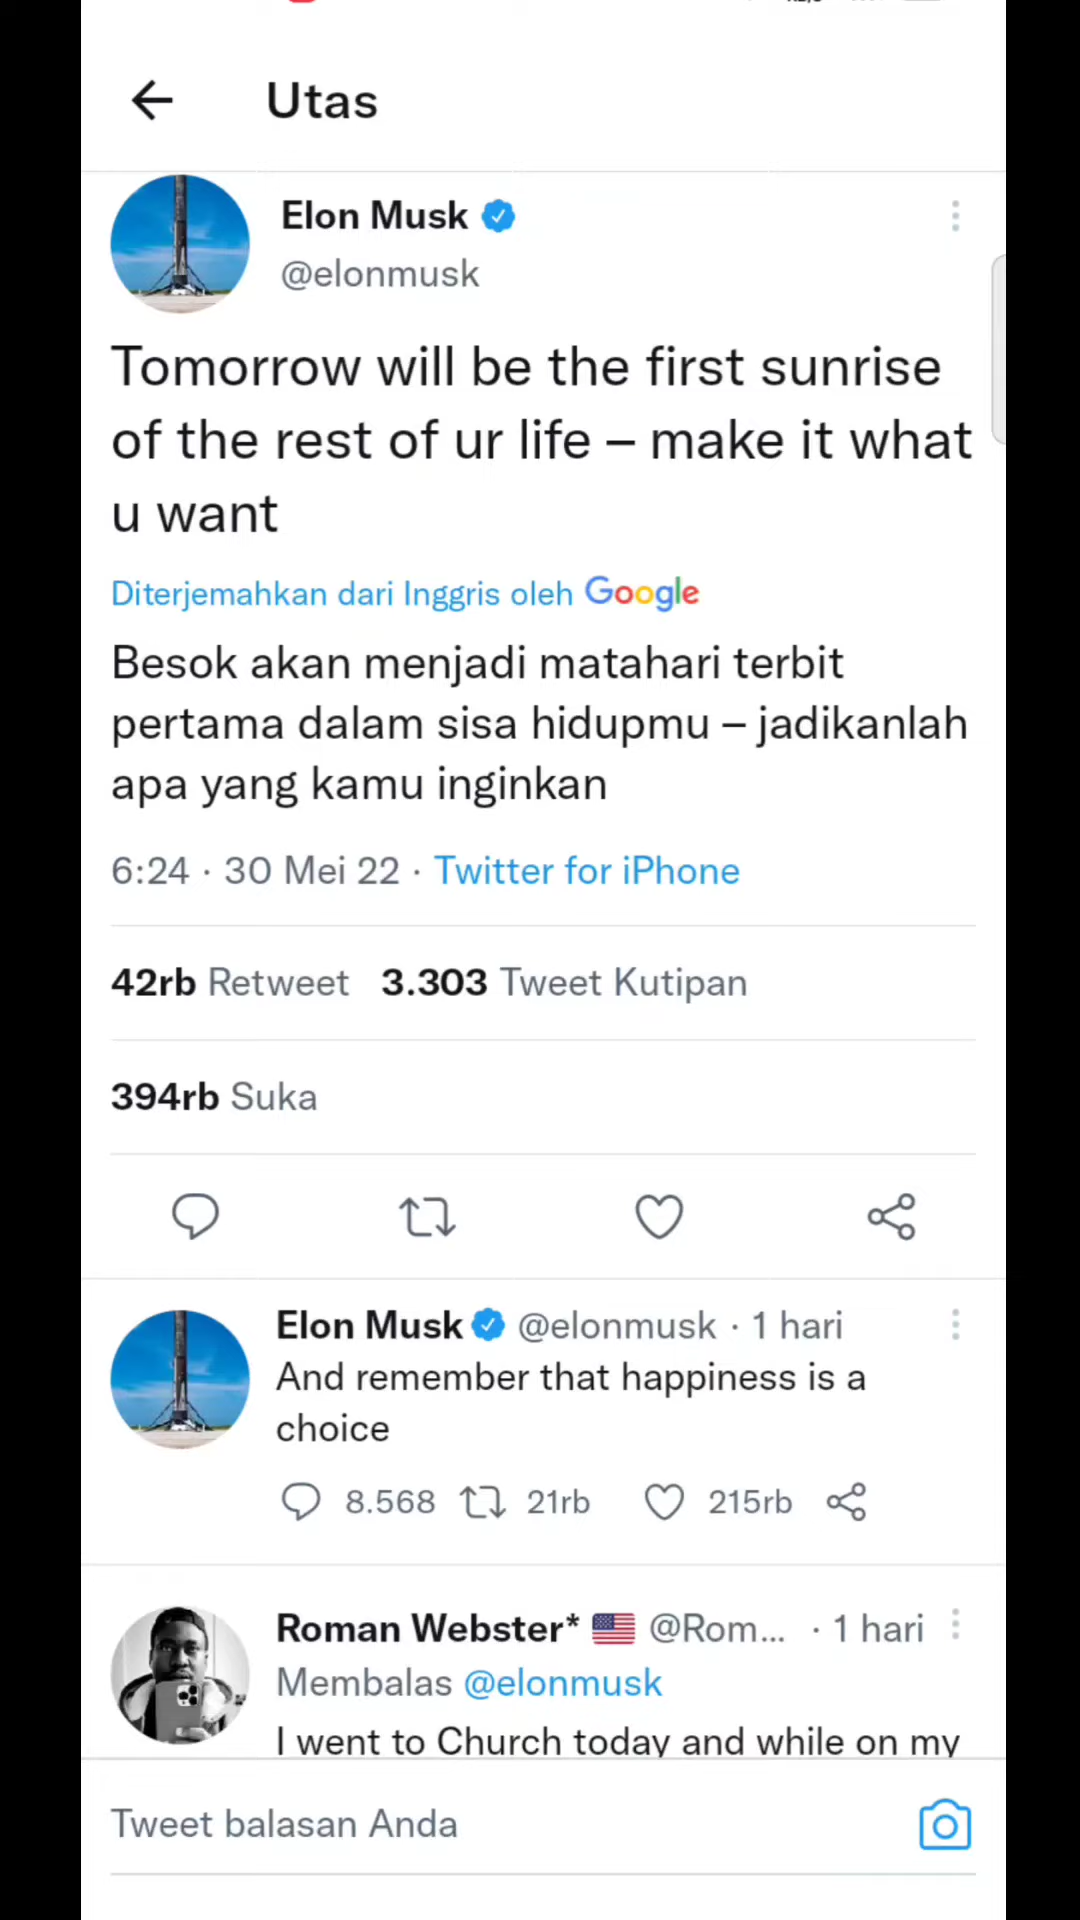 Utas
Elon Musk
@elonmusk
Tomorrow will be the first sunrise
of the rest of ur life – make it what
u want
Diterjemahkan dari Inggris oleh Google
Besok akan menjadi matahari terbit
pertama dalam sisa hidupmu – jadikanlah
apa yang kamu inginkan
6:24 · 30 Mei 22 · Twitter for iPhone
42rb Retweet 3.303 Tweet Kutipan
394rb Suka
Elon Musk @elonmusk · 1 hari
And remember that happiness is a
choice
8.568 21rb 215rb
Roman Webster* @Rom... · 1 hari
Membalas @elonmusk
I went to Church today and while on my
Tweet balasan Anda